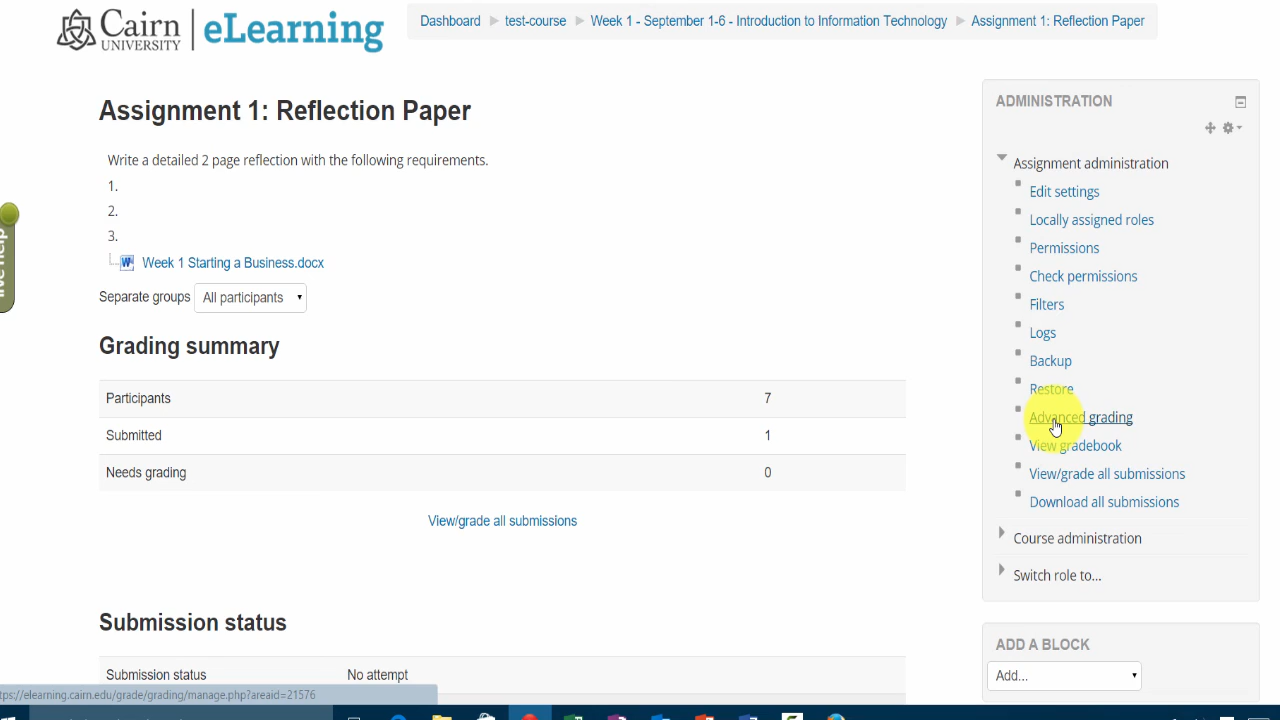 Cairn UNIVERSITY eLearning
Dashboard test-course Week 1 - September 1-6 - Introduction to Information Technology Assignment 1: Reflection Paper
Assignment 1: Reflection Paper
Write a detailed 2 page reflection with the following requirements.
1.
2.
3.
Week 1 Starting a Business.docx
Separate groups All participants
Grading summary
Participants 7
Submitted 1
Needs grading 0
View/grade all submissions
Submission status
Submission status No attempt
ADMINISTRATION
Assignment administration
Edit settings
Locally assigned roles
Permissions
Check permissions
Filters
Logs
Backup
Restore
Advanced grading
View gradebook
View/grade all submissions
Download all submissions
Course administration
Switch role to...
ADD A BLOCK
Add...
live help
tps://elearning.cairn.edu/grade/grading/manage.php?areaid=21576